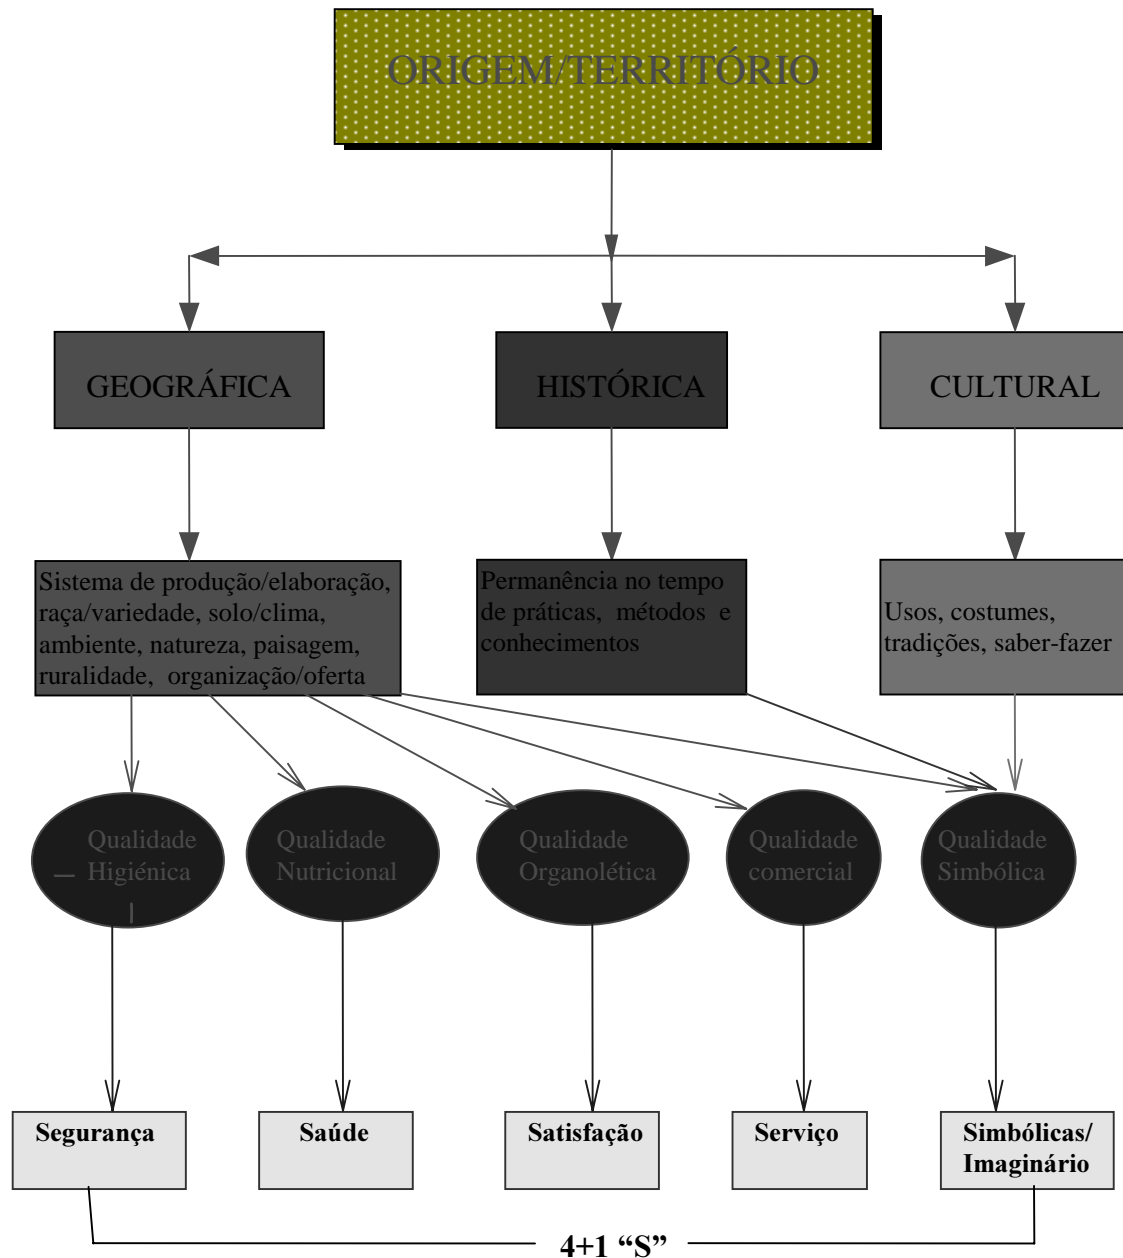 ORIGEM/TERRITÓRIO
GEOGRÁFICA
HISTÓRICA
CULTURAL
Sistema de produção/elaboração,
raça/variedade, solo/clima,
ambiente, natureza, paisagem,
ruralidade, organização/oferta
Permanência no tempo
de práticas, métodos e
conhecimentos
Usos, costumes,
tradições, saber-fazer
Qualidade
Higiénica
Qualidade
Nutricional
Qualidade
Organolética
Qualidade
comercial
Qualidade
Simbólica
Segurança
Saúde
Satisfação
Serviço
Simbólicas/
Imaginário
4+1 “S”